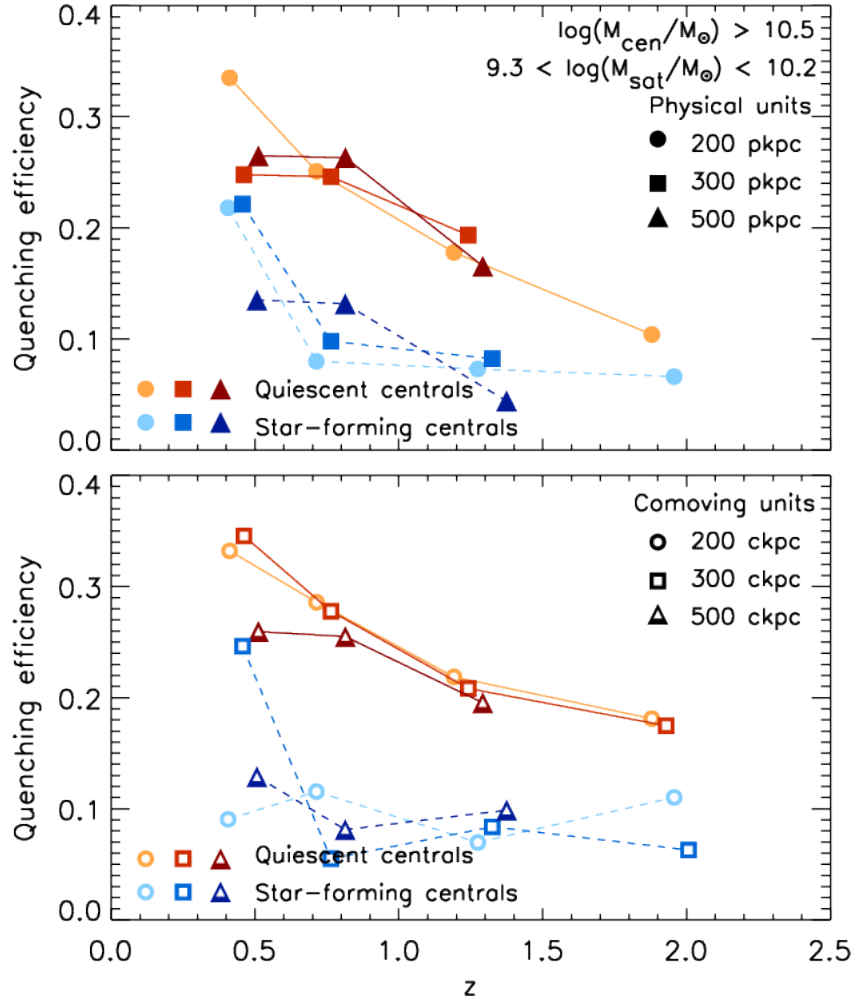 0.4
log(M_cen/M_⊙) > 10.5
9.3 < log(M_sat/M_⊙) < 10.2
Physical units
200 pkpc
300 pkpc
500 pkpc
0.3
0.2
0.1
0.0
Quenching efficiency
Quiescent centrals
Star-forming centrals
0.4
Comoving units
200 ckpc
300 ckpc
500 ckpc
0.3
0.2
0.1
0.0
Quenching efficiency
Quiescent centrals
Star-forming centrals
0.0 0.5 1.0 1.5 2.0 2.5
z